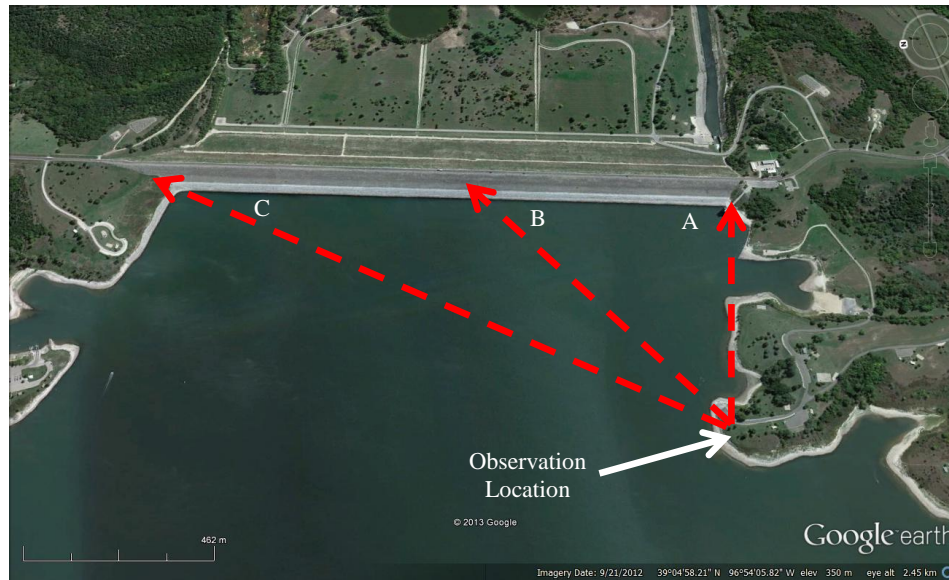 N
C
B
A
Observation
Location
© 2013 Google
Google earth
462 m
Imagery Date: 9/21/2012 39°04'58.21" N 96°54'05.82" W elev 350 m eye alt 2.45 km